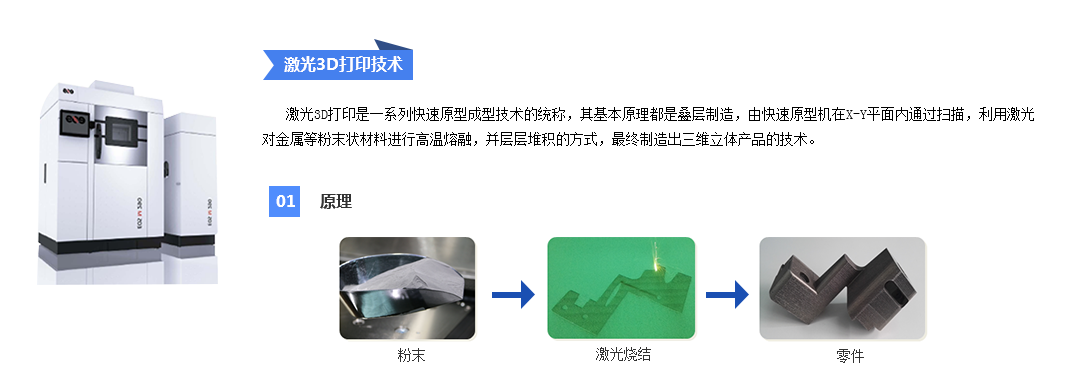 激光3D打印技术
激光3D打印是一系列快速原型成型技术的统称，其基本原理都是叠层制造，由快速原型机在X-Y平面内通过扫描，利用激光
对金属等粉末状材料进行高温熔融，并层层堆积的方式，最终制造出三维立体产品的技术。
01 原理
粉末 激光烧结 零件